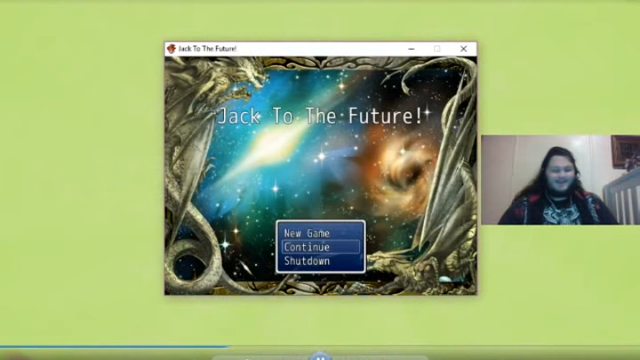 Jack To The Future!
Jack To The Future!
New Game
Continue
Shutdown